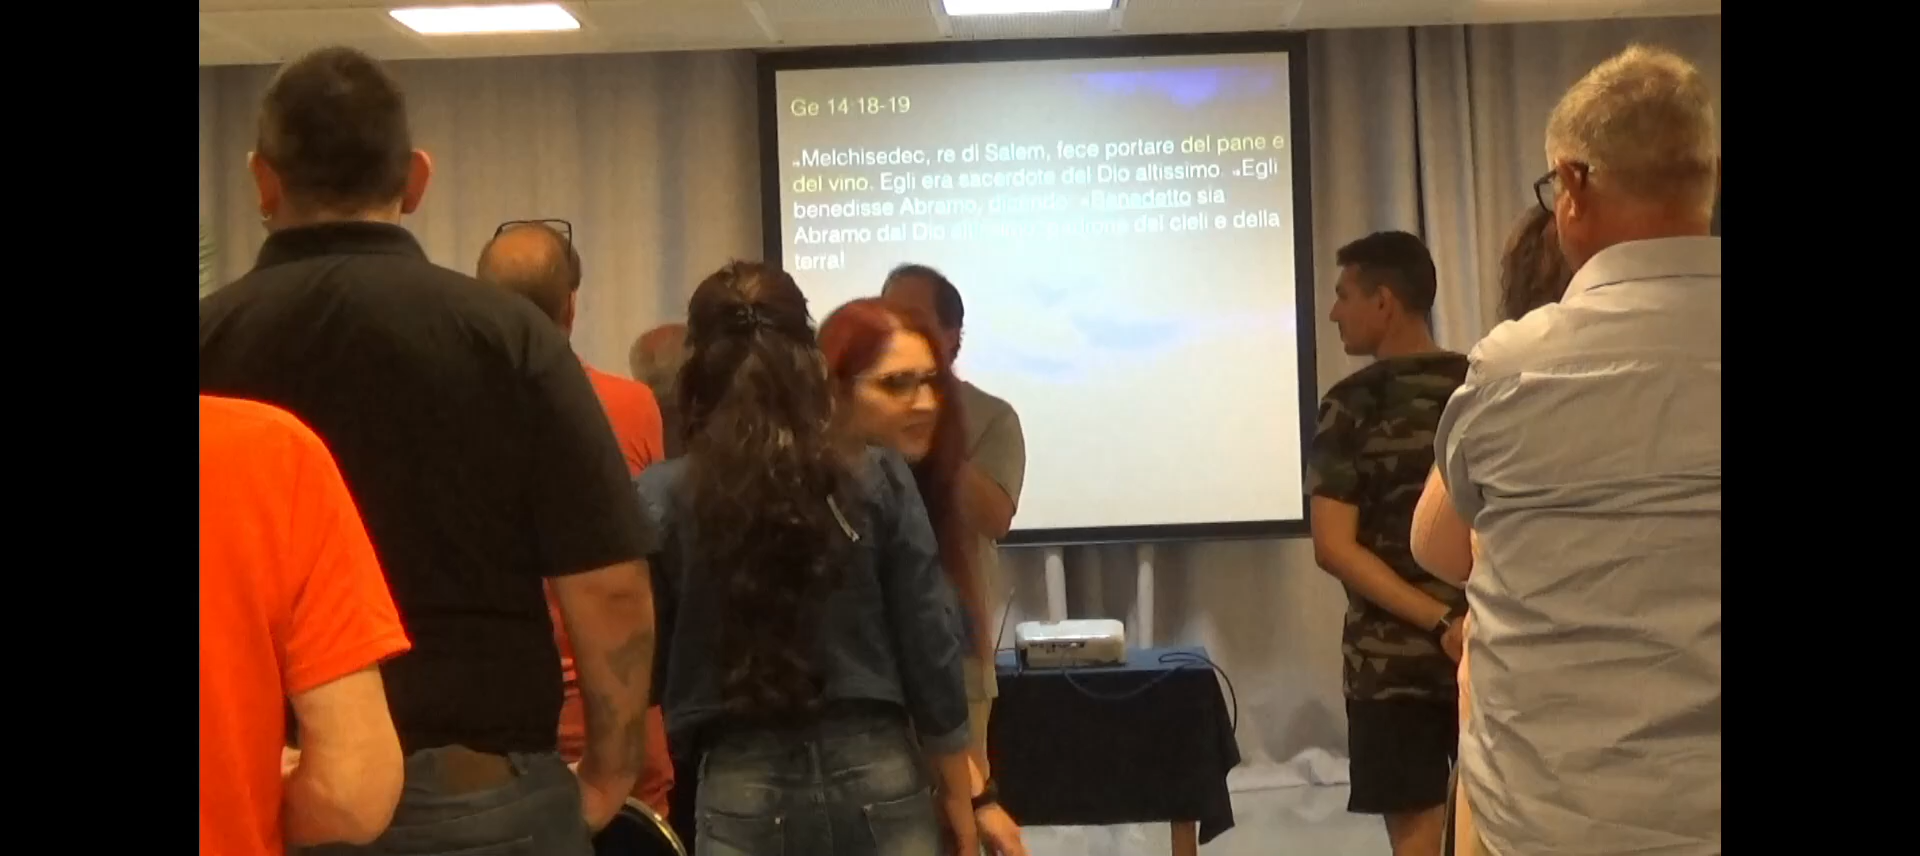 Ge 14:18-19
Melchisedec, re di Salem, fece portare del pane e
del vino. Egli era sacerdote del Dio altissimo. Egli
benedisse Abramo, dicendo: «Benedetto sia
Abramo dal Dio altissimo, padrone dei cieli e della
terra!